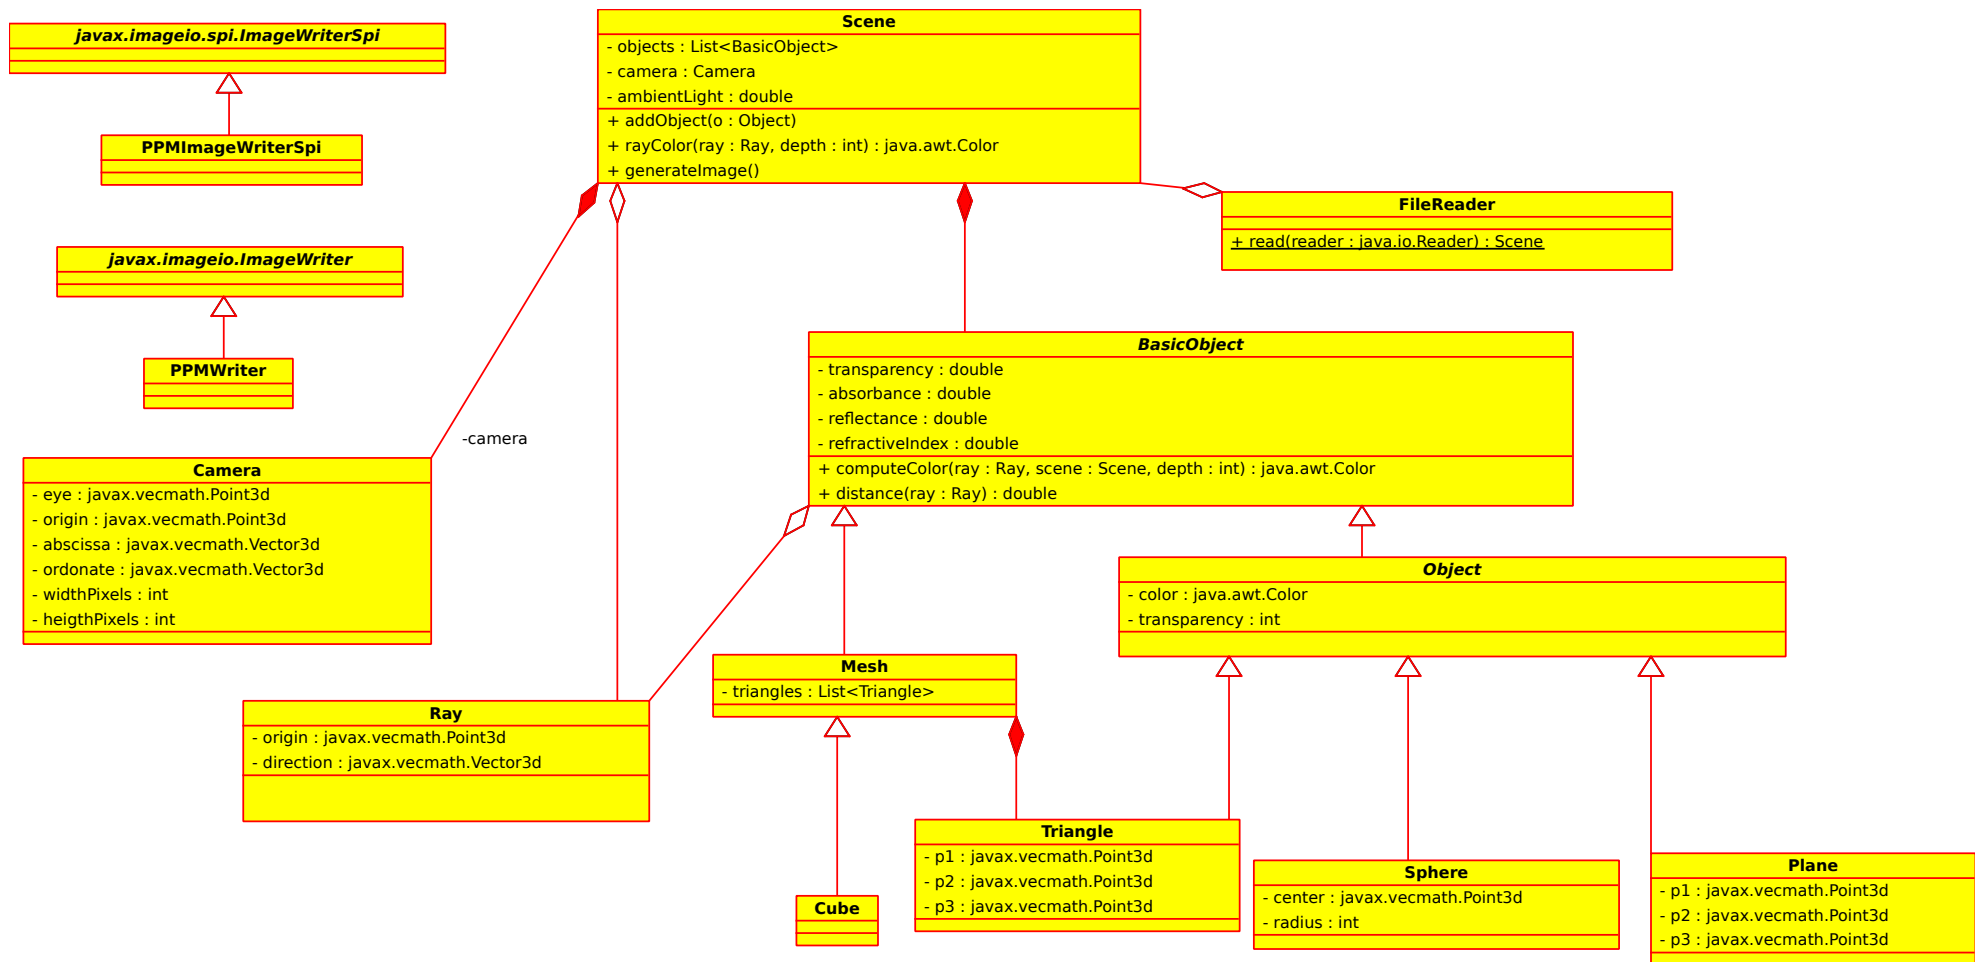 javax.imageio.spi.ImageWriterSpi
PPMImageWriterSpi
javax.imageio.ImageWriter
PPMWriter
Scene
- objects : List<BasicObject>
- camera : Camera
- ambientLight : double
+ addObject(o : Object)
+ rayColor(ray : Ray, depth : int) : java.awt.Color
+ generateImage()
FileReader
+ read(reader : java.io.Reader) : Scene
BasicObject
- transparency : double
- absorbance : double
- reflectance : double
- refractiveIndex : double
+ computeColor(ray : Ray, scene : Scene, depth : int) : java.awt.Color
+ distance(ray : Ray) : double
-camera
Camera
- eye : javax.vecmath.Point3d
- origin : javax.vecmath.Point3d
- abscissa : javax.vecmath.Vector3d
- ordonate : javax.vecmath.Vector3d
- widthPixels : int
- heigthPixels : int
Object
- color : java.awt.Color
- transparency : int
Mesh
- triangles : List<Triangle>
Ray
- origin : javax.vecmath.Point3d
- direction : javax.vecmath.Vector3d
Cube
Triangle
- p1 : javax.vecmath.Point3d
- p2 : javax.vecmath.Point3d
- p3 : javax.vecmath.Point3d
Sphere
- center : javax.vecmath.Point3d
- radius : int
Plane
- p1 : javax.vecmath.Point3d
- p2 : javax.vecmath.Point3d
- p3 : javax.vecmath.Point3d